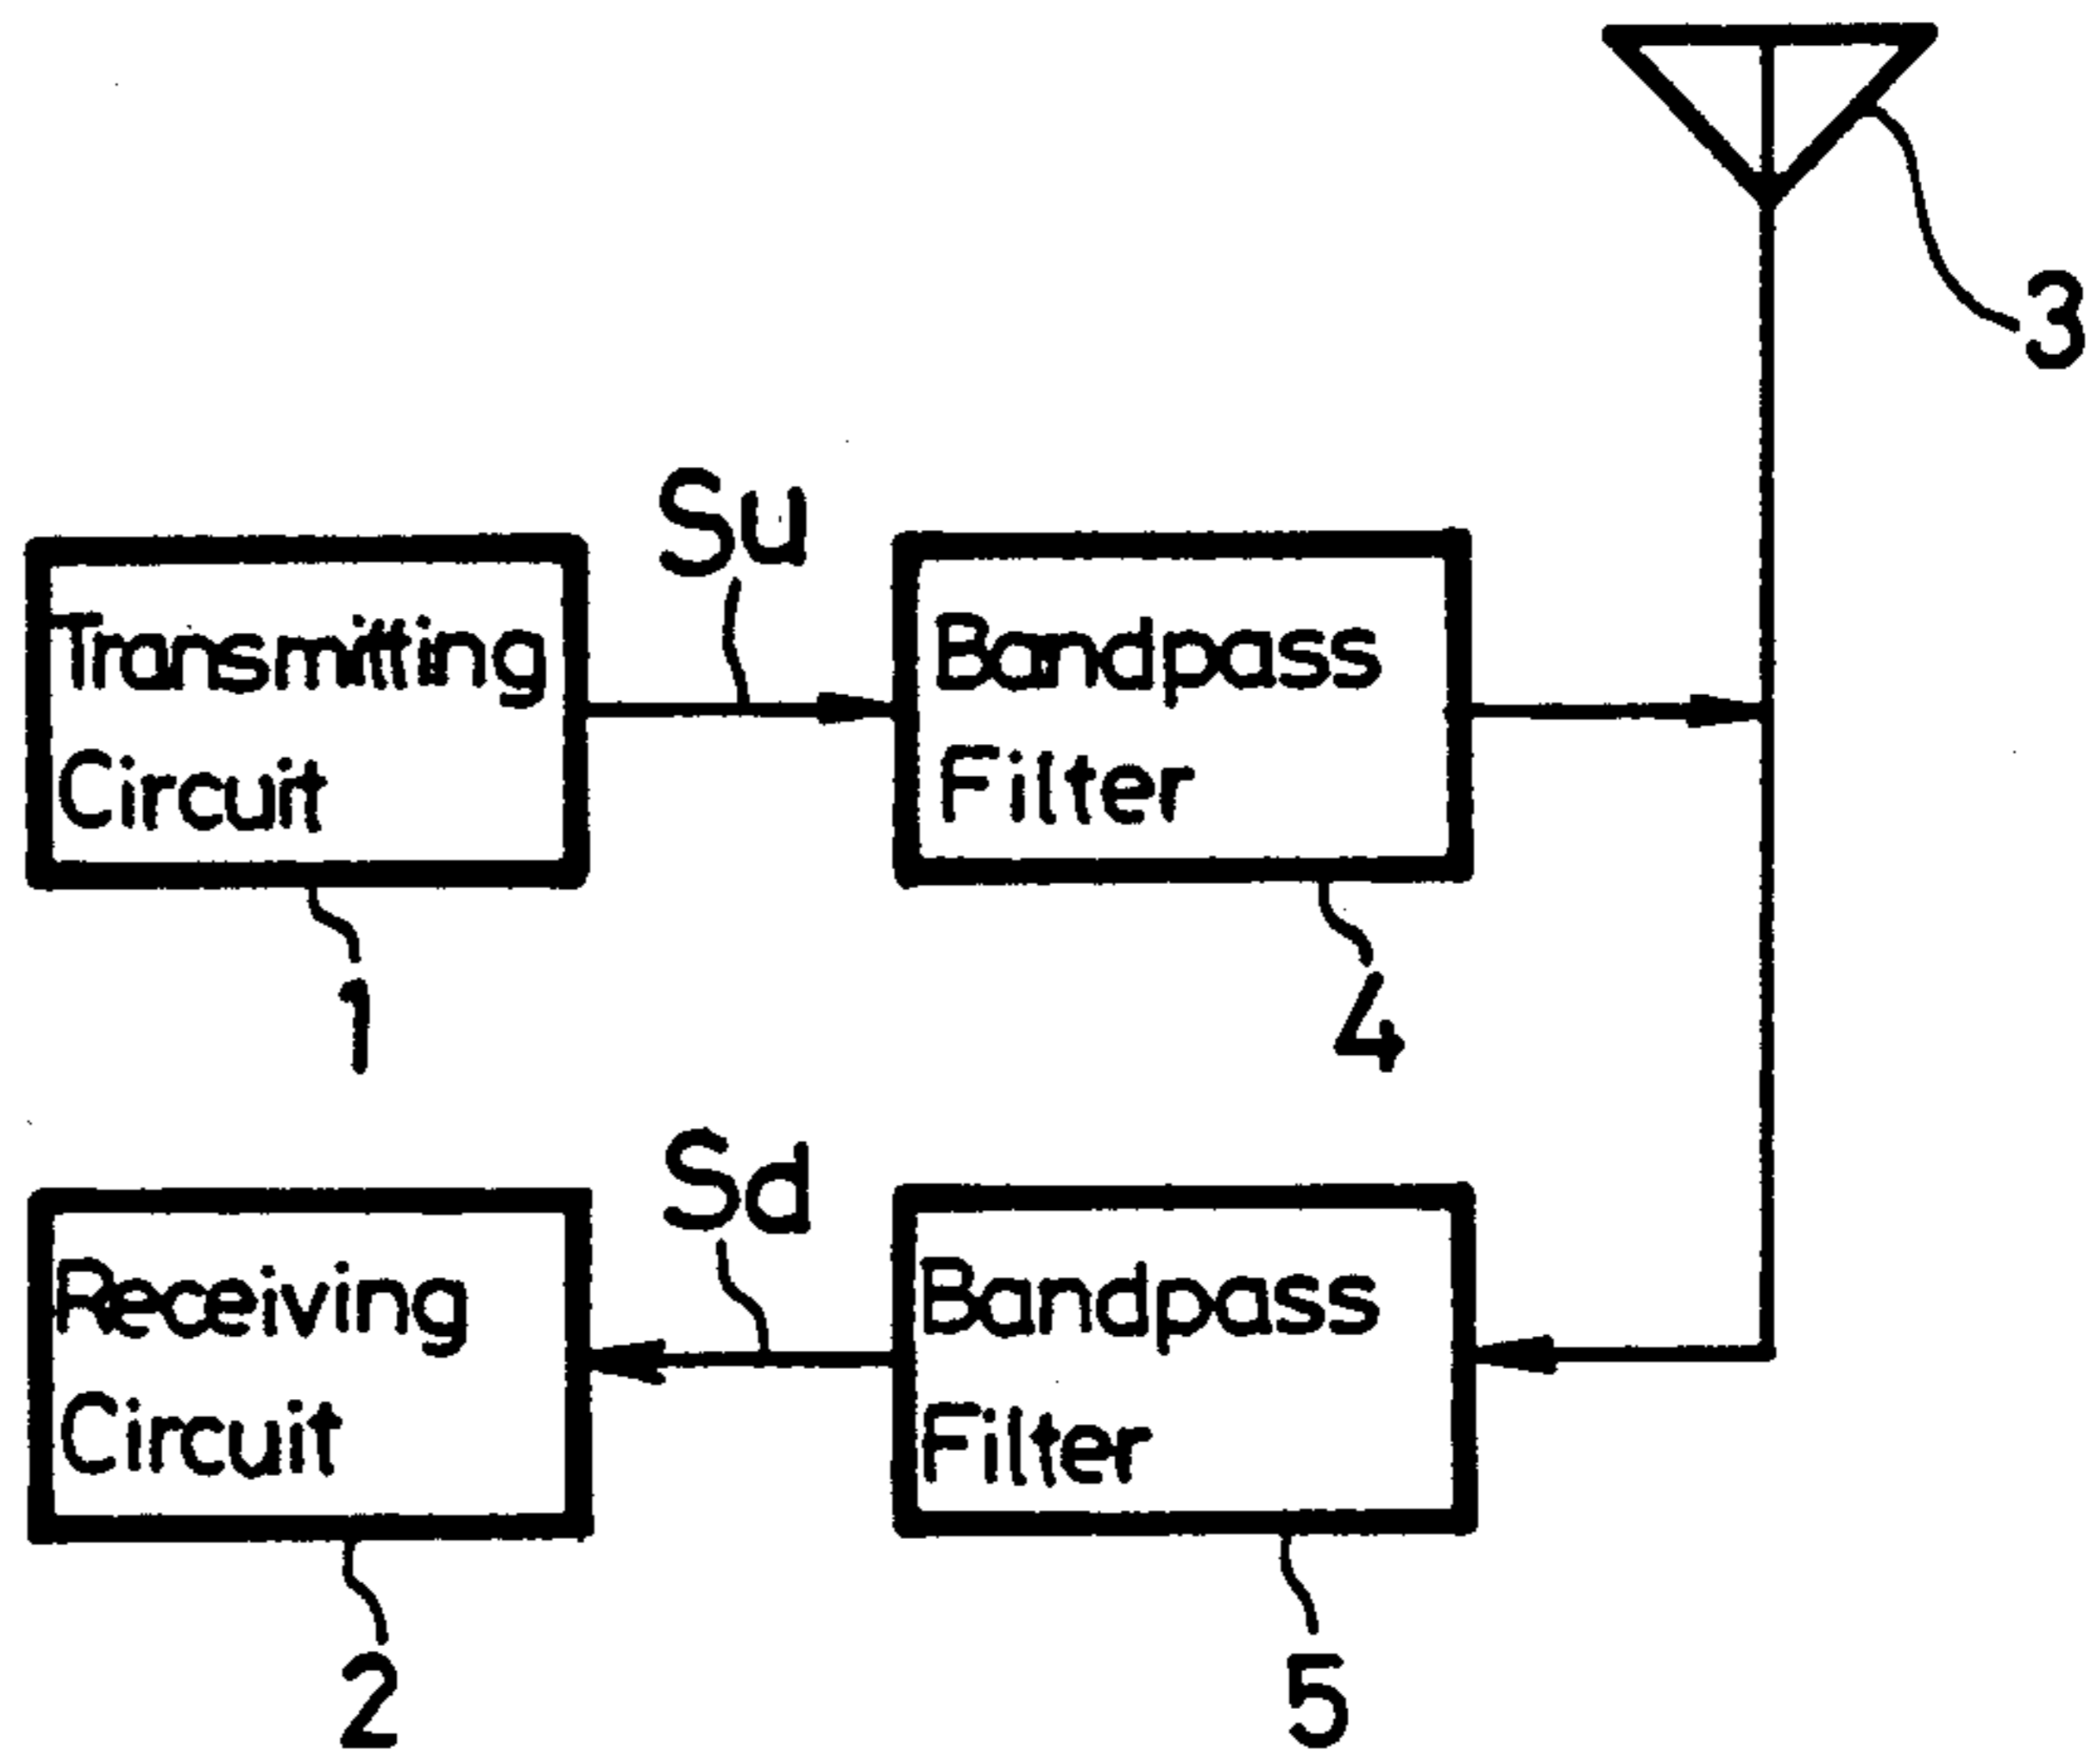 3
Su
Transmitting
Circuit
Bandpass
Filter
1
4
Sd
Receiving
Circuit
Bandpass
Filter
2
5